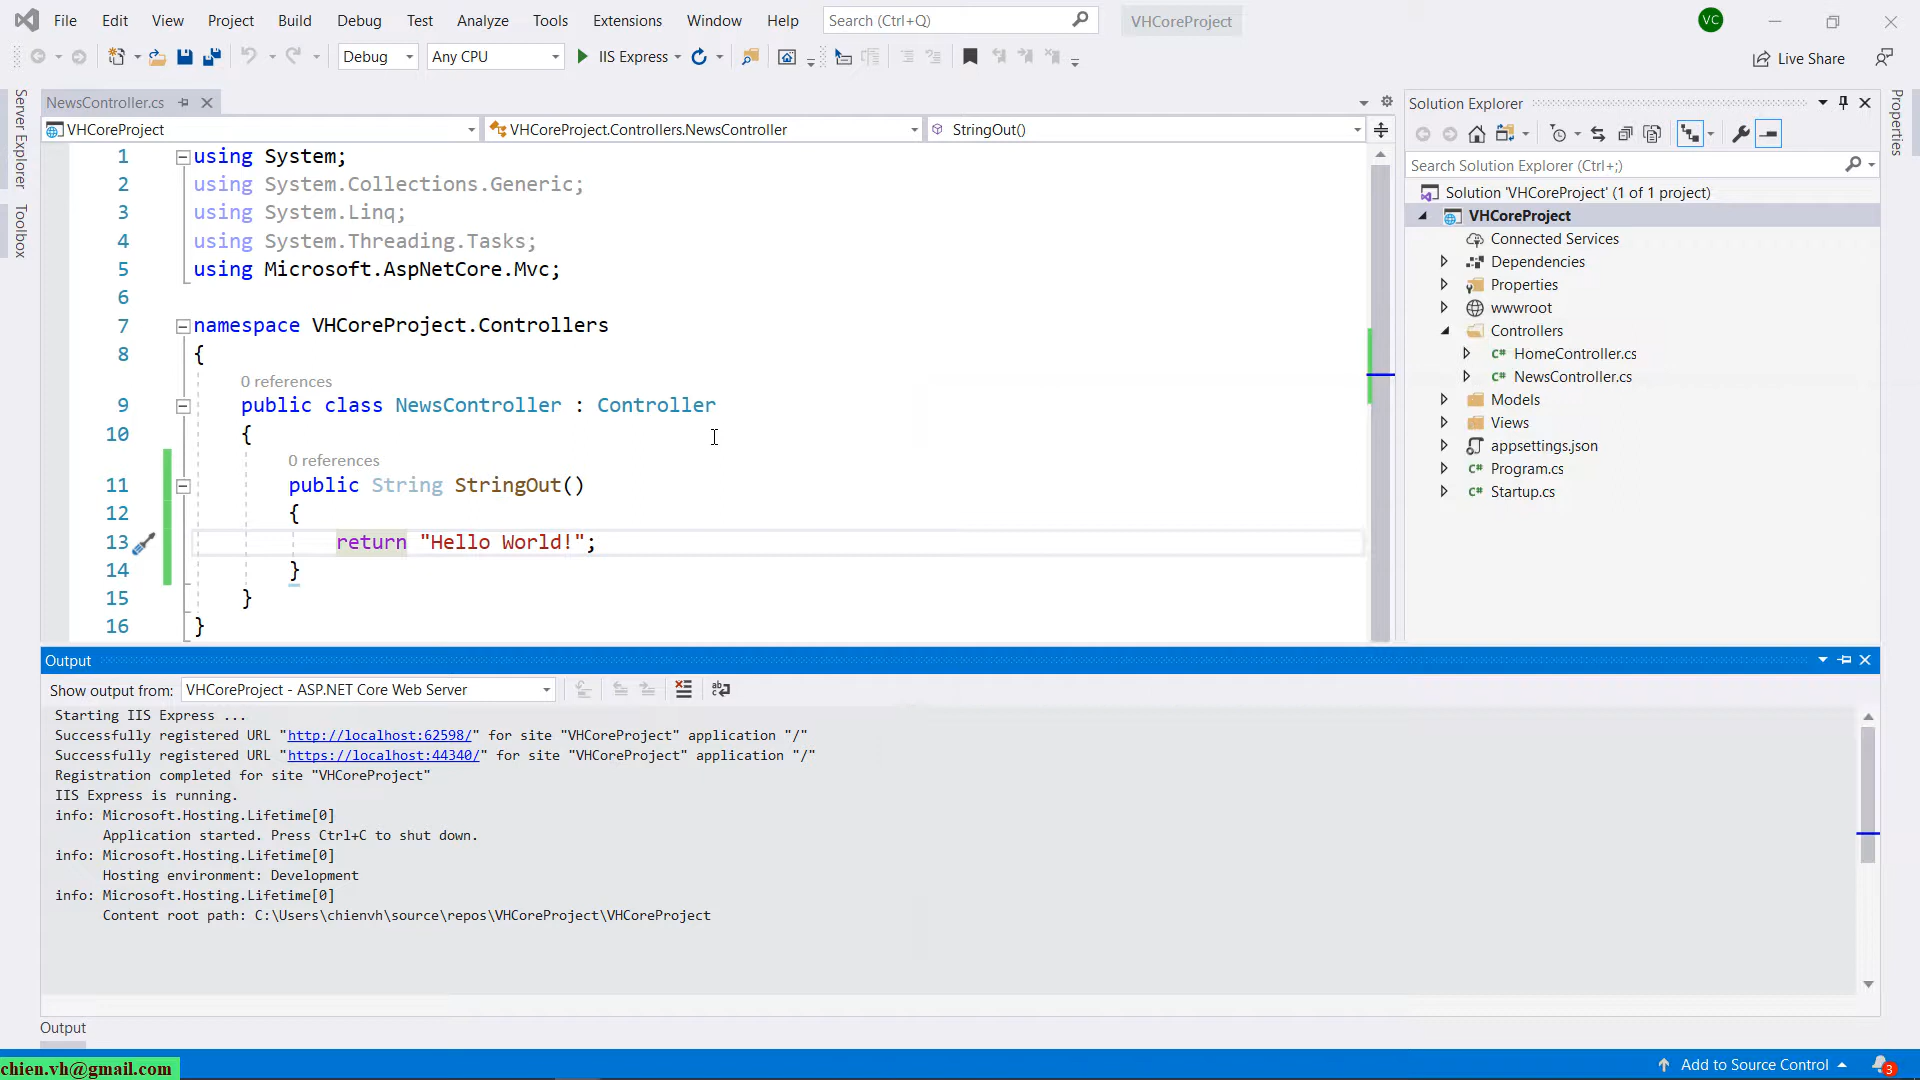 File Edit View Project Build Debug Test Analyze Tools Extensions Window Help Search (Ctrl+Q) VHCoreProject VC
Debug Any CPU IIS Express Live Share
Server Explorer
Toolbox
NewsController.cs
VHCoreProject VHCoreProject.Controllers.NewsController StringOut()
1 using System;
2 using System.Collections.Generic;
3 using System.Linq;
4 using System.Threading.Tasks;
5 using Microsoft.AspNetCore.Mvc;
6
7 namespace VHCoreProject.Controllers
8 {
0 references
9 public class NewsController : Controller
10 {
0 references
11 public String StringOut()
12 {
13 return "Hello World!";
14 }
15 }
16 }
Solution Explorer
Search Solution Explorer (Ctrl+;)
Solution 'VHCoreProject' (1 of 1 project)
VHCoreProject
Connected Services
Dependencies
Properties
wwwroot
Controllers
C# HomeController.cs
C# NewsController.cs
Models
Views
appsettings.json
C# Program.cs
C# Startup.cs
Properties
Output
Show output from: VHCoreProject - ASP.NET Core Web Server
Starting IIS Express ...
Successfully registered URL "http://localhost:62598/" for site "VHCoreProject" application "/"
Successfully registered URL "https://localhost:44340/" for site "VHCoreProject" application "/"
Registration completed for site "VHCoreProject"
IIS Express is running.
info: Microsoft.Hosting.Lifetime[0]
Application started. Press Ctrl+C to shut down.
info: Microsoft.Hosting.Lifetime[0]
Hosting environment: Development
info: Microsoft.Hosting.Lifetime[0]
Content root path: C:\Users\chienvh\source\repos\VHCoreProject\VHCoreProject
Output
chien.vh@gmail.com
Add to Source Control 3